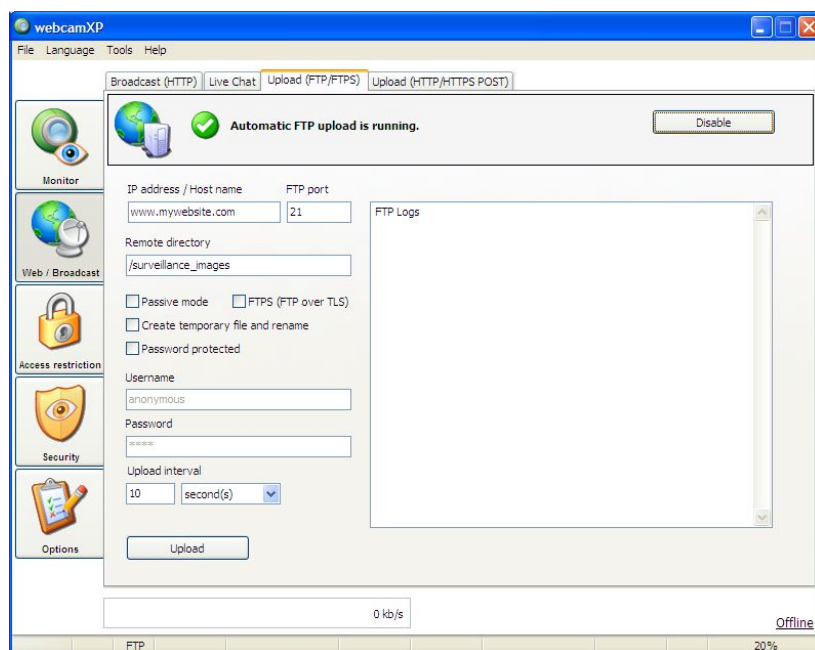 webcamXP
File Language Tools Help
Broadcast (HTTP) Live Chat Upload (FTP/FTPS) Upload (HTTP/HTTPS POST)
Automatic FTP upload is running.
Disable
Monitor
Web / Broadcast
Access restriction
Security
Options
IP address / Host name FTP port
www.mywebsite.com 21
Remote directory
/surveillance_images
Passive mode FTPS (FTP over TLS)
Create temporary file and rename
Password protected
Username
anonymous
Password
****
Upload interval
10 second(s)
Upload
FTP Logs
0 kb/s
Offline
FTP 20%